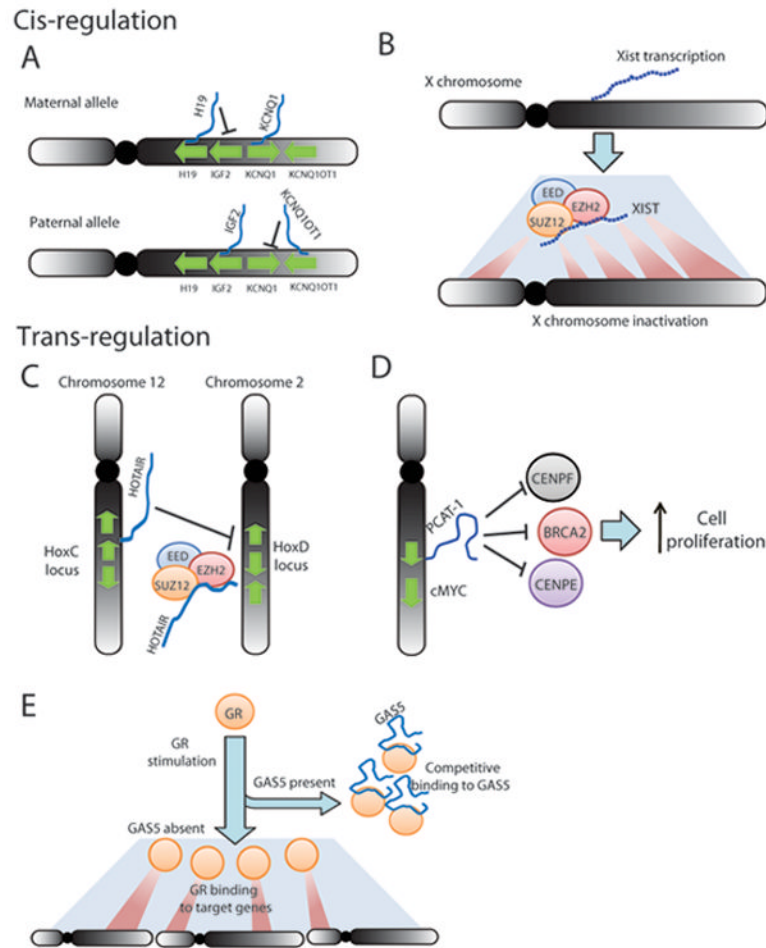 Cis-regulation
A
Maternal allele
H19
KCNQ1
H19 IGF2 KCNQ1 KCNQ1OT1
Paternal allele
IGF2
KCNQ1OT1
H19 IGF2 KCNQ1 KCNQ1OT1
B
Xist transcription
X chromosome
EED
EZH2
SUZ12
XIST
X chromosome inactivation
Trans-regulation
C
Chromosome 12 Chromosome 2
HOTAIR
HoxC
locus
HoxD
locus
EED
EZH2
SUZ12
HOTAIR
D
PCAT-1
cMYC
CENPF
BRCA2
CENPE
Cell
proliferation
E
GR
GR
stimulation
GAS5 present
GAS5
Competitive
binding to GAS5
GAS5 absent
GR binding
to target genes